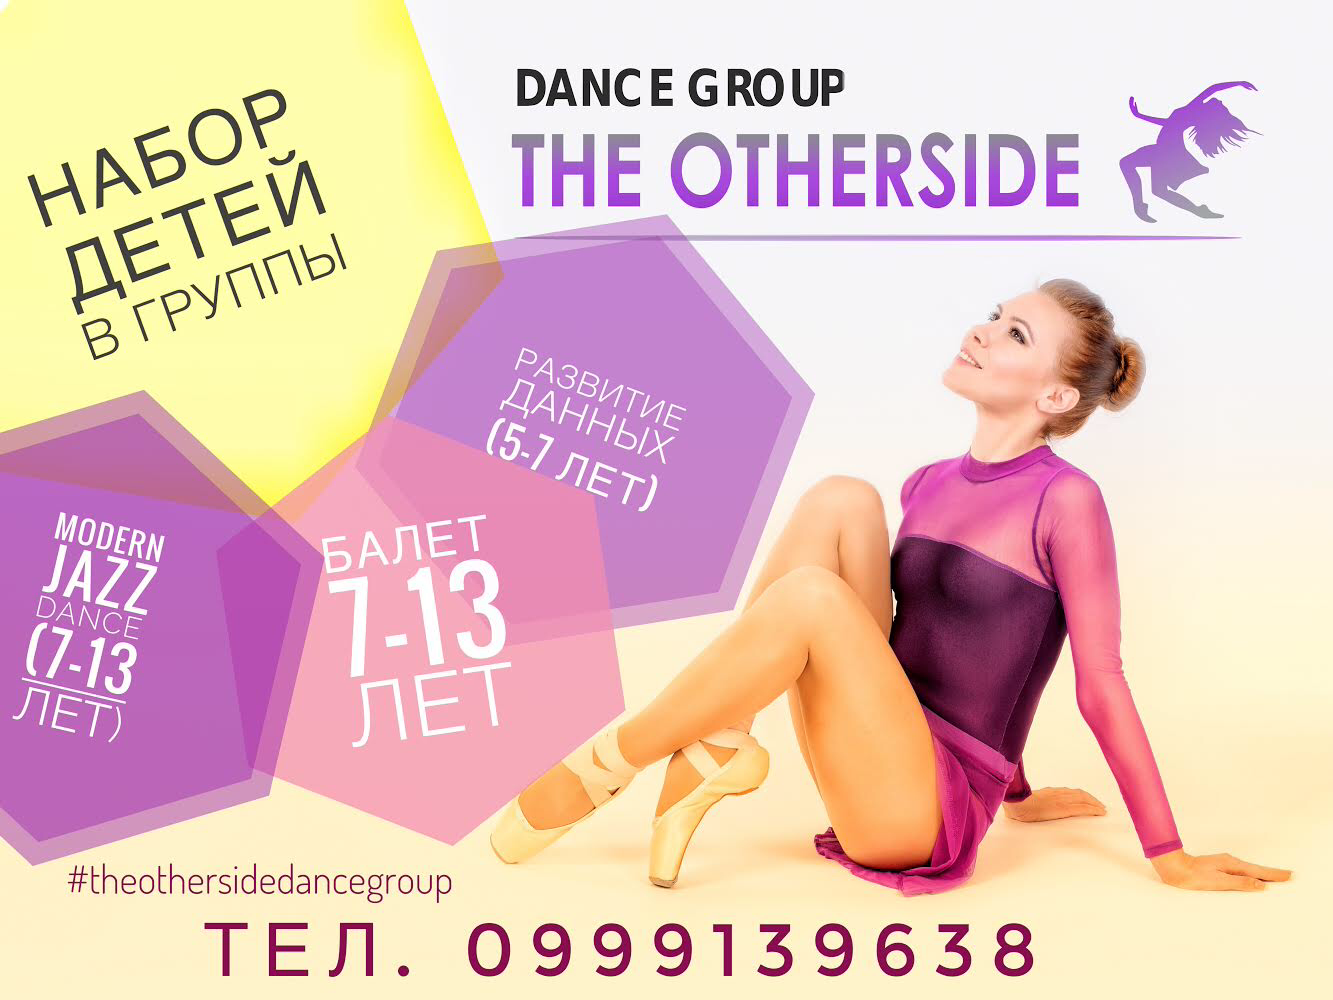 НАБОР
ДЕТЕЙ
В ГРУППЫ
DANCE GROUP
THE OTHERSIDE
РАЗВИТИЕ
ДАННЫХ
(5-7 ЛЕТ)
MODERN
JAZZ
DANCE
(7-13
ЛЕТ)
БАЛЕТ
7-13
ЛЕТ
#theothersidedancegroup
ТЕЛ. 0999139638